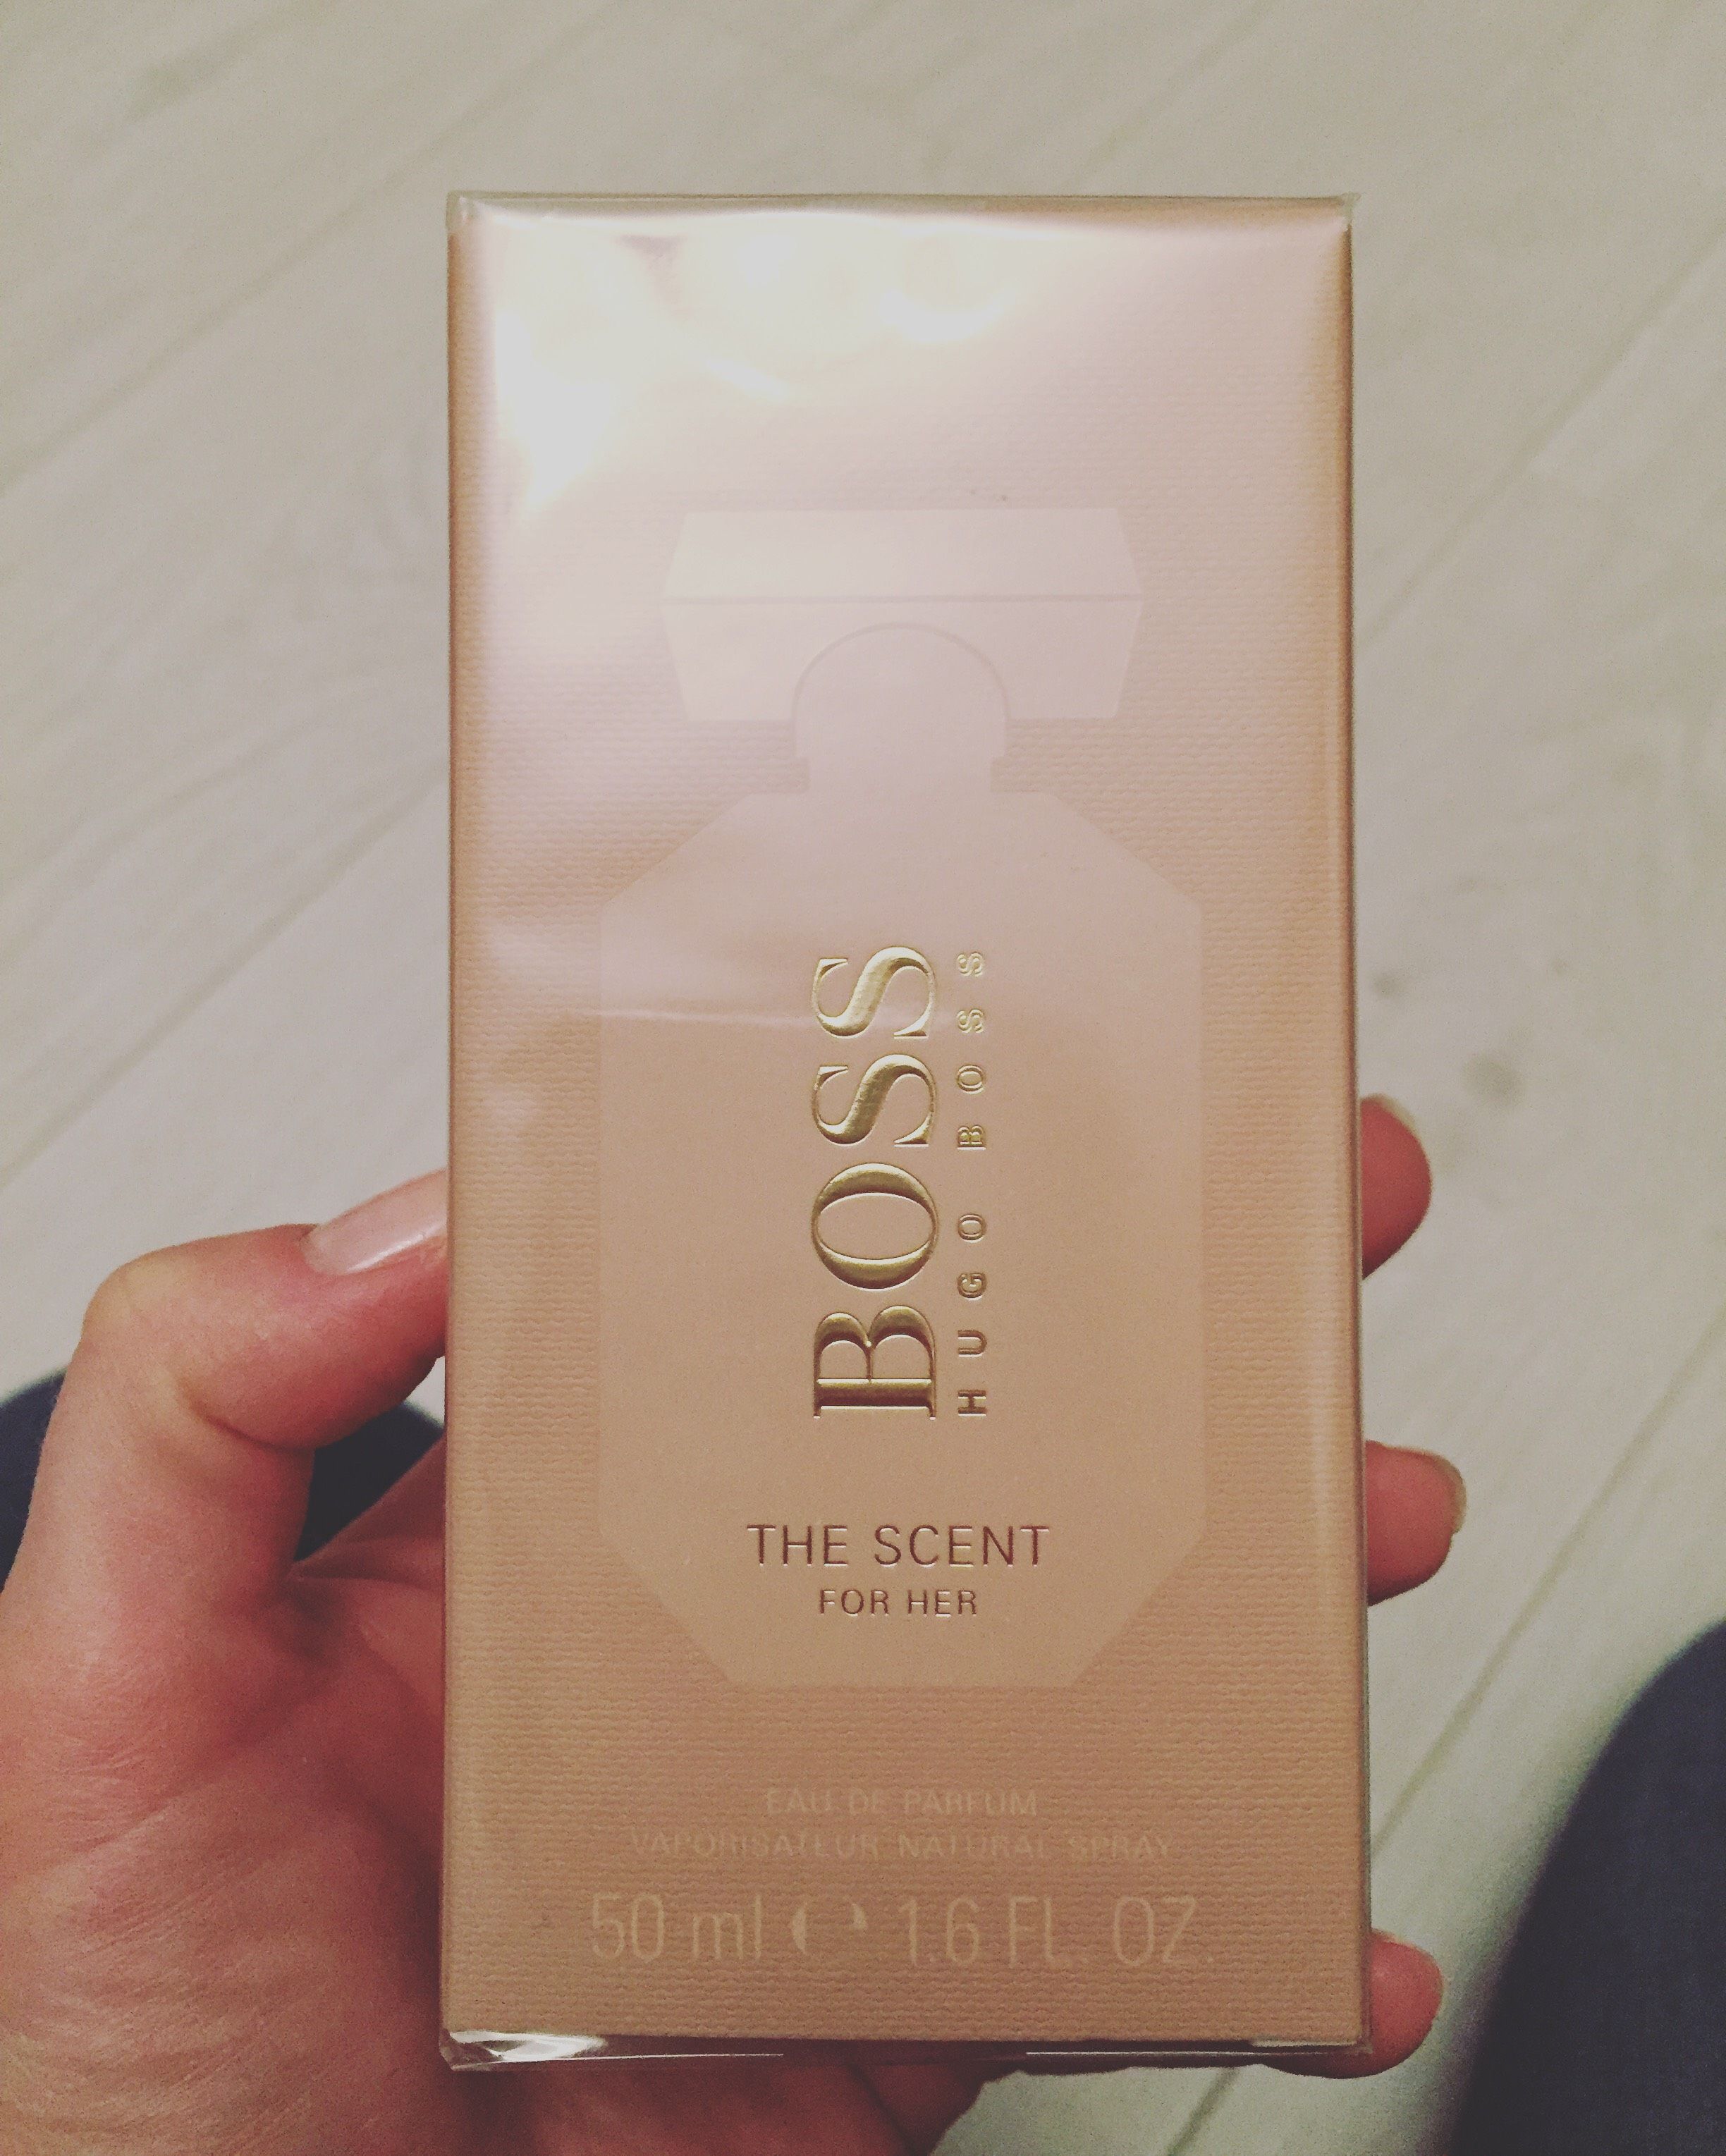 BOSS
HUGO BOSS
THE SCENT
FOR HER
EAU DE PARFUM
VAPORISATEUR NATURAL SPRAY
50 ml ℮ 1.6 FL. OZ.